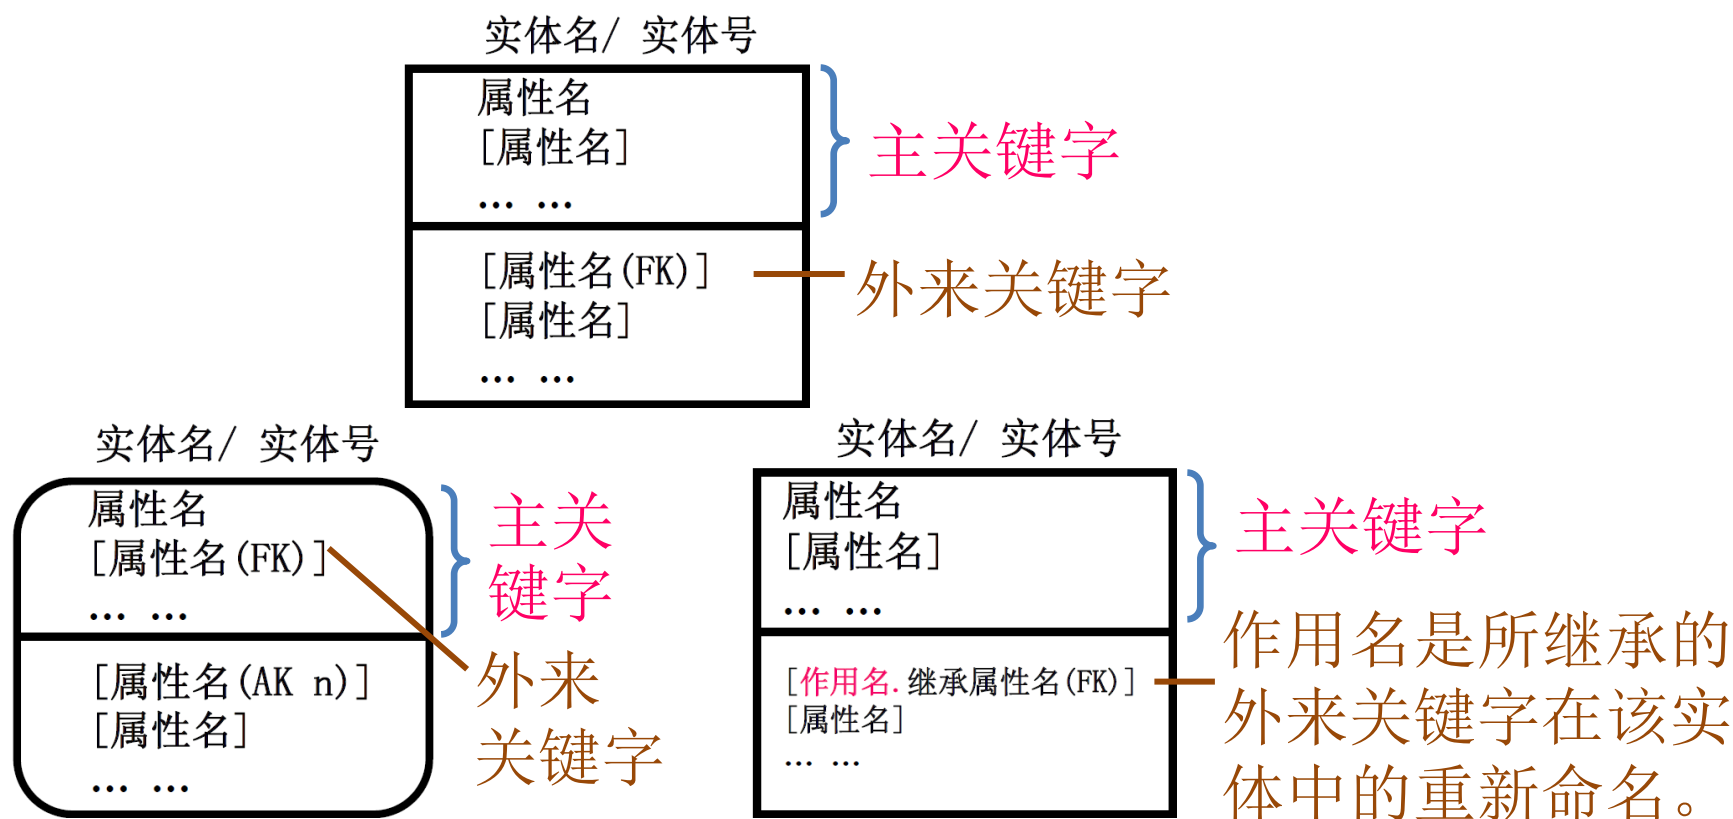 实体名/ 实体号
属性名
[属性名]
... ...
主关键字
[属性名(FK)]
外来关键字
[属性名]
... ...
实体名/ 实体号
属性名
[属性名(FK)]
... ...
主关
键字
[属性名(AK n)]
[属性名]
... ...
外来
关键字
实体名/ 实体号
属性名
[属性名]
... ...
主关键字
[作用名.继承属性名(FK)]
[属性名]
... ...
作用名是所继承的
外来关键字在该实
体中的重新命名。